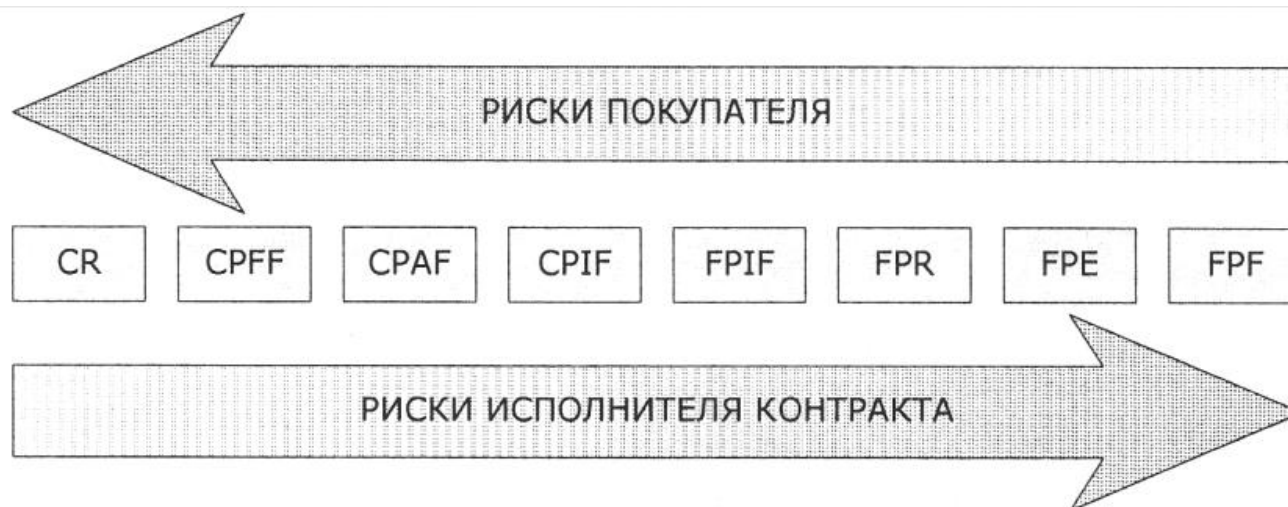 РИСКИ ПОКУПАТЕЛЯ
CR CPFF CPAF CPIF FPIF FPR FPE FPF
РИСКИ ИСПОЛНИТЕЛЯ КОНТРАКТА